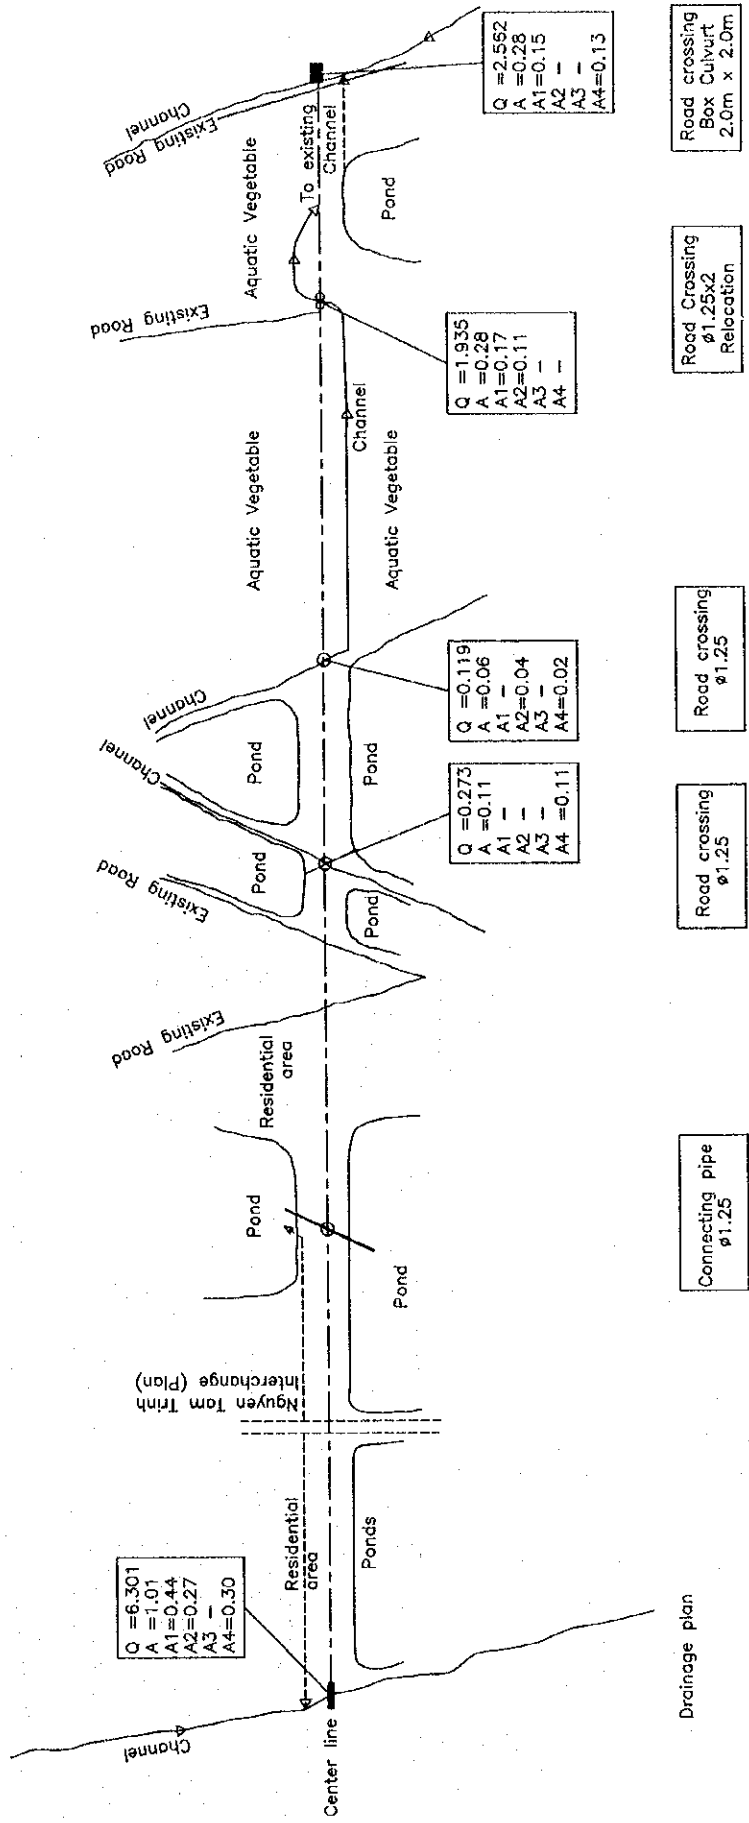 Q =6.301
A =1.01
A1=0.44
A2=0.27
A3 -
A4=0.30
Channel
Center line
Residential
area
Ponds
Nguyen Tam Trinh
Interchange (Plan)
Pond
Pond
Residential
area
Existing Road
Existing Road
Pond
Pond
Channel
Q =0.273
A =0.11
A1 -
A2 -
A3 -
A4 =0.11
Pond
Pond
Channel
Q =0.119
A =0.06
A1 -
A2=0.04
A3 -
A4=0.02
Aquatic Vegetable
Aquatic Vegetable
Channel
Existing Road
Q =1.935
A =0.28
A1=0.17
A2=0.11
A3 -
A4 -
Aquatic Vegetable
To existing
Channel
Pond
Existing Road
Channel
Q =2.552
A =0.28
A1=0.15
A2 -
A3 -
A4=0.13
Drainage plan
Connecting pipe
ø1.25
Road crossing
ø1.25
Road crossing
ø1.25
Road Crossing
ø1.25x2
Relocation
Road crossing
Box Culvurt
2.0m x 2.0m